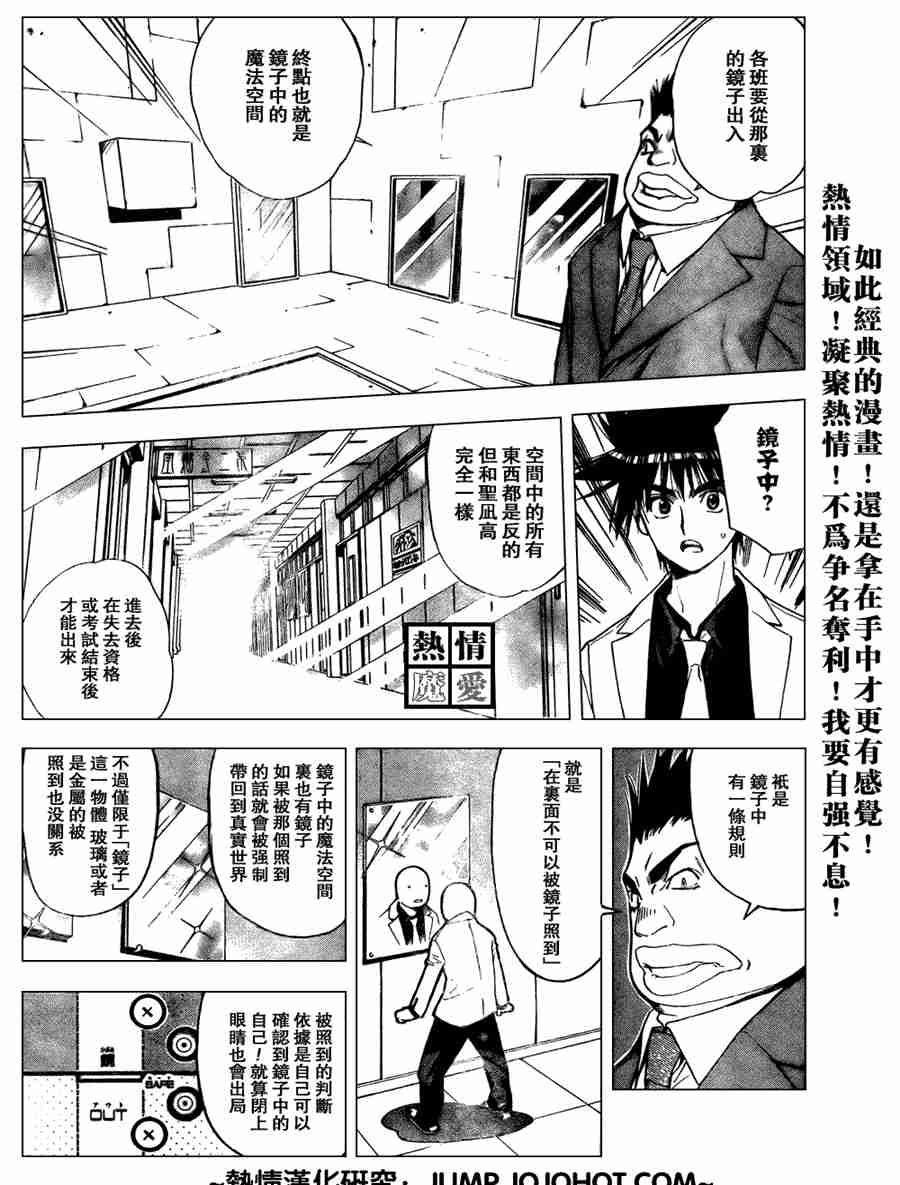 各班要從那裏
的鏡子出入
終點也就是
鏡子中的
魔法空間
鏡子中？
空間中的所有
東西都是反的
但和聖凪高
完全一樣
進去後
在失去資格
或考試結束後
才能出來
熱情
魔愛
衹是
鏡子中
有一條規則
就是
「在裏面不可以被鏡子照到」
鏡子中的魔法空間
裏也有鏡子
如果被那個照到
的話就會被强制
帶回到真實世界
不過僅限于「鏡子」
這一物體 玻璃或者
是金屬的被
照到也没關系
被照到的判斷
依據是自己可以
確認到鏡子中的
自己！就算閉上
眼睛也會出局
鏡
SAFE
OUT
如此經典的漫畫！還是拿在手中才更有感覺！
熱情領域！凝聚熱情！不爲争名奪利！我要自强不息！
~熱情漢化研究：JUMP.JOJOHOT.COM~